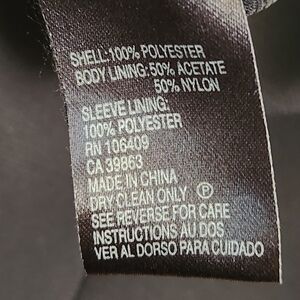 SHELL:100% POLYESTER
BODY LINING:50% ACETATE
50% NYLON
SLEEVE LINING:
100% POLYESTER
RN 106409
CA 39863
MADE IN CHINA
DRY CLEAN ONLY Ⓟ
SEE REVERSE FOR CARE
INSTRUCTIONS AU DOS
VER AL DORSO PARA CUIDADO